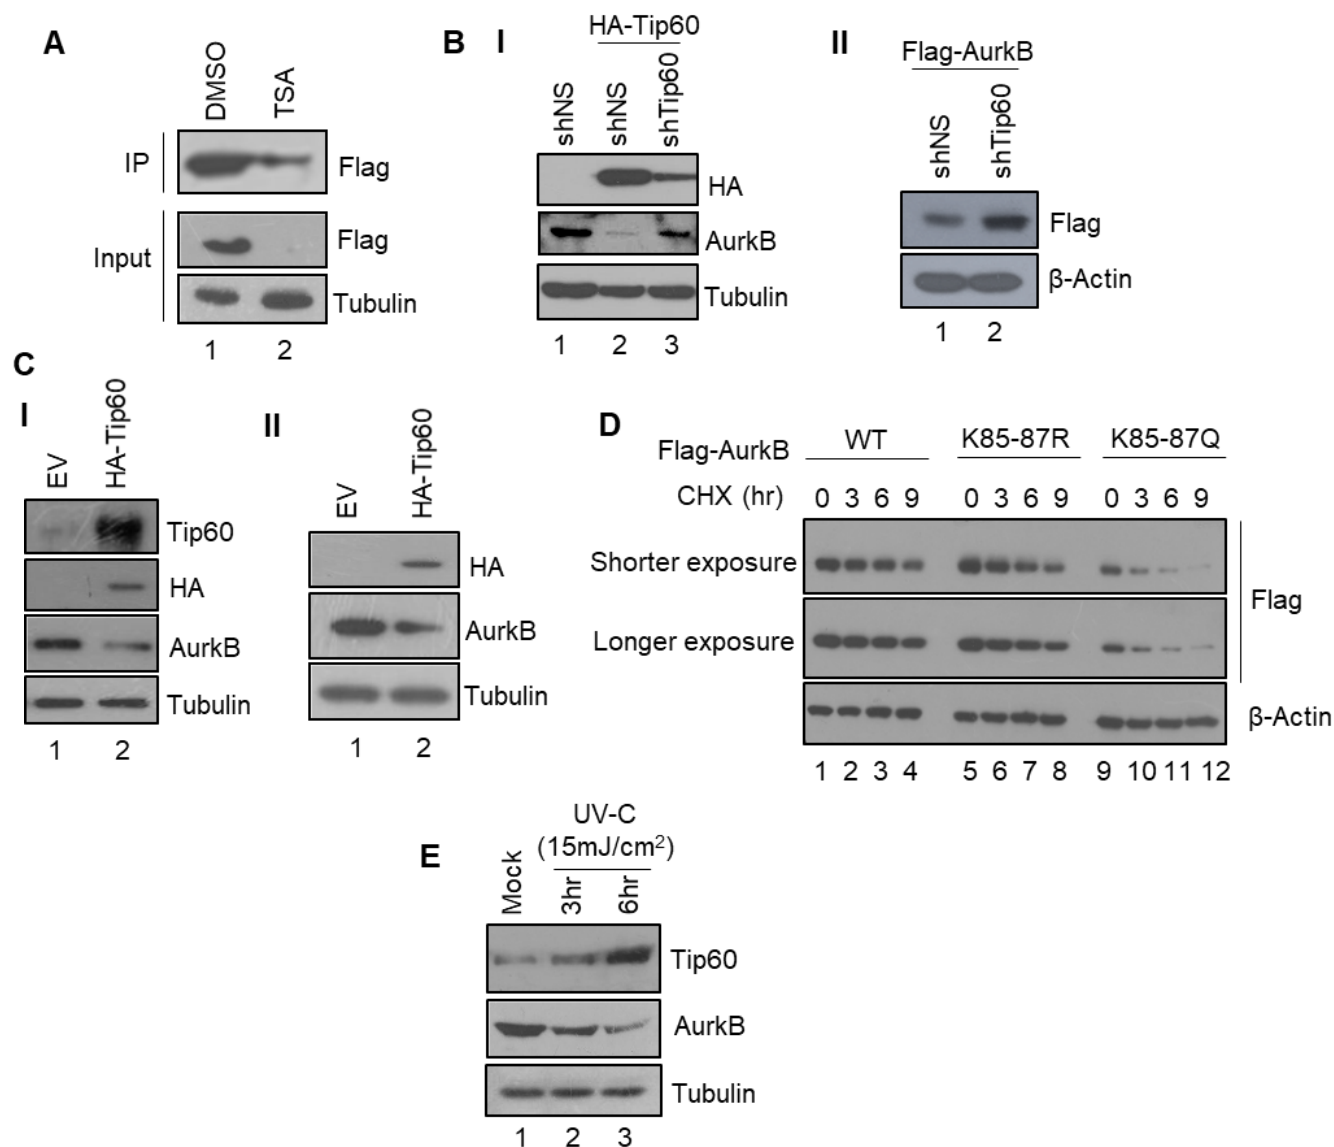 A
DMSO
TSA
IP
Flag
Input
Flag
Tubulin
1 2
B
I
HA-Tip60
shNS
shNS
shTip60
HA
AurkB
Tubulin
1 2 3
II
Flag-AurkB
shNS
shTip60
Flag
β-Actin
1 2
C
I
EV
HA-Tip60
Tip60
HA
AurkB
Tubulin
1 2
II
EV
HA-Tip60
HA
AurkB
Tubulin
1 2
D
Flag-AurkB WT K85-87R K85-87Q
CHX (hr) 0 3 6 9 0 3 6 9 0 3 6 9
Shorter exposure
Longer exposure
Flag
β-Actin
1 2 3 4 5 6 7 8 9 10 11 12
E
UV-C
(15mJ/cm²)
Mock
3hr
6hr
Tip60
AurkB
Tubulin
1 2 3